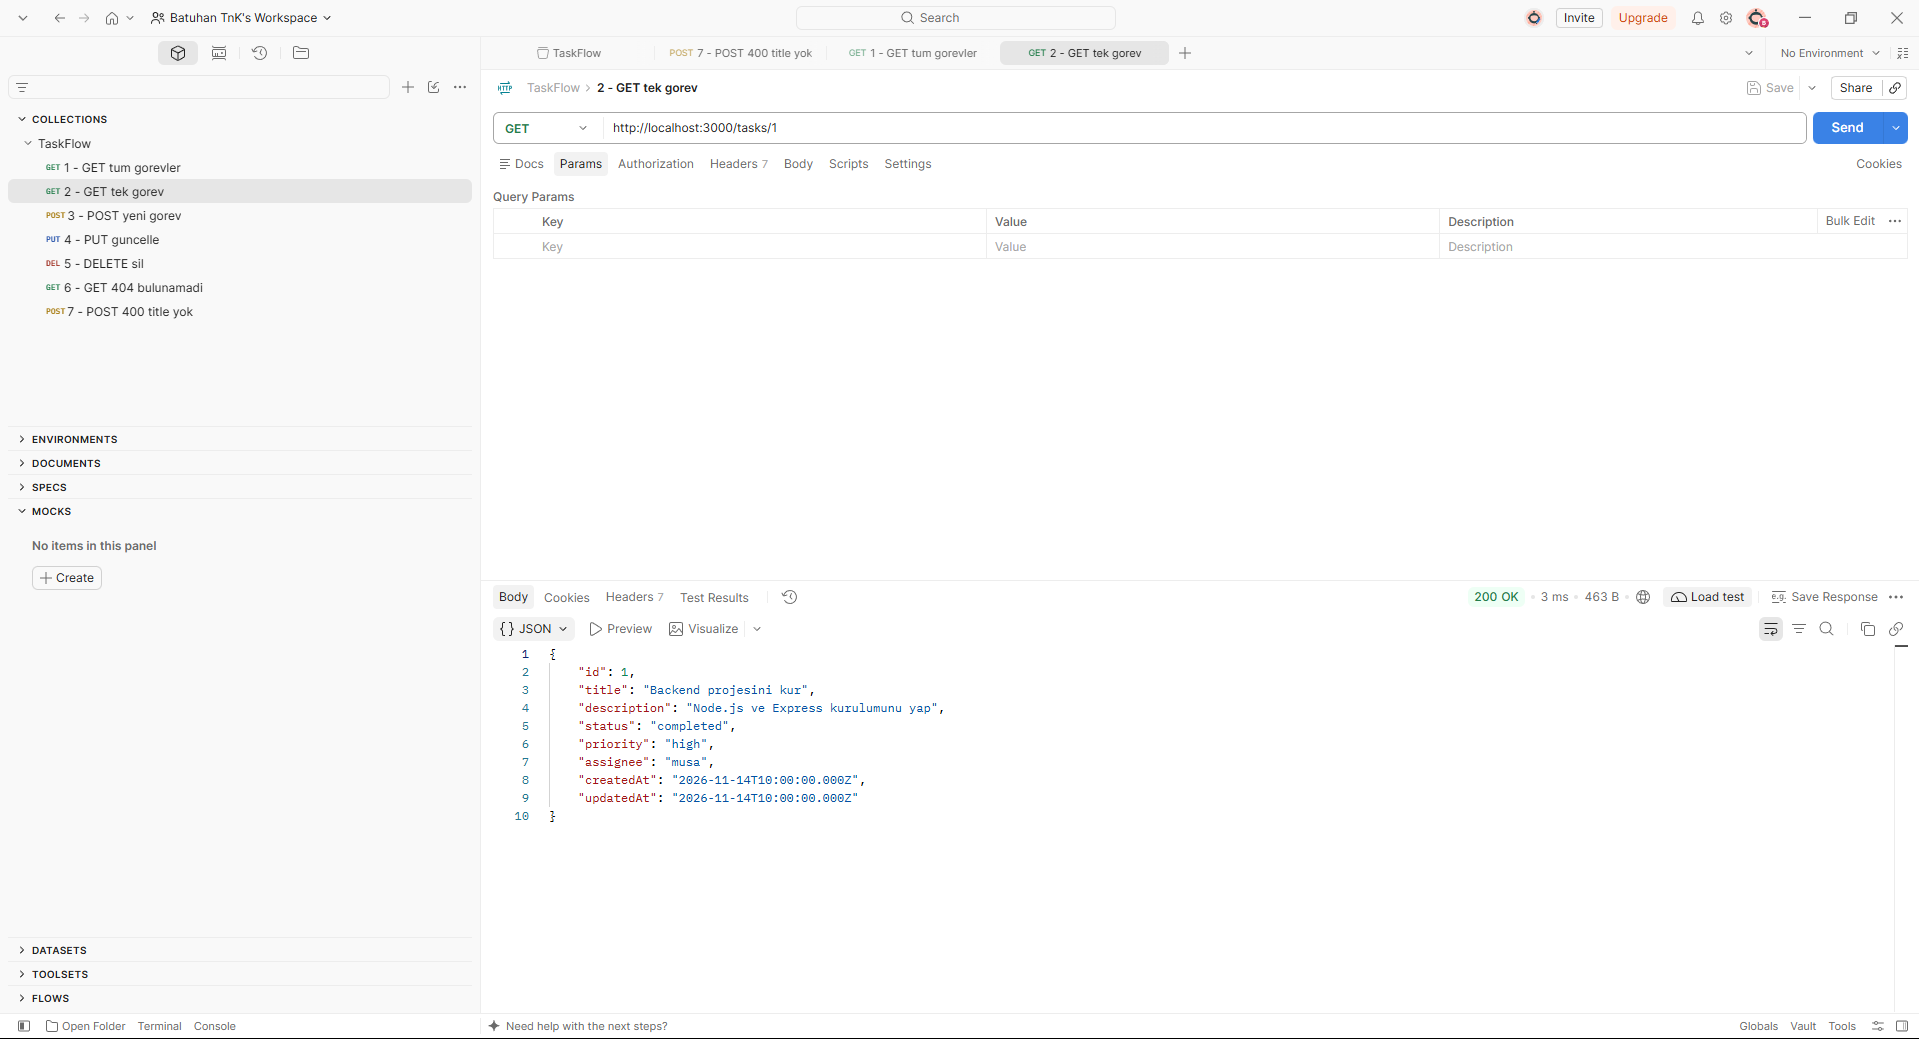 Batuhan TnK's Workspace
Search
Invite
Upgrade
TaskFlow
POST 7 - POST 400 title yok
GET 1 - GET tum gorevler
GET 2 - GET tek gorev
No Environment
COLLECTIONS
TaskFlow
GET 1 - GET tum gorevler
GET 2 - GET tek gorev
POST 3 - POST yeni gorev
PUT 4 - PUT guncelle
DEL 5 - DELETE sil
GET 6 - GET 404 bulunamadi
POST 7 - POST 400 title yok
ENVIRONMENTS
DOCUMENTS
SPECS
MOCKS
No items in this panel
Create
DATASETS
TOOLSETS
FLOWS
HTTP TaskFlow > 2 - GET tek gorev
Save
Share
GET http://localhost:3000/tasks/1
Send
Docs Params Authorization Headers 7 Body Scripts Settings
Cookies
Query Params
Key Value Description Bulk Edit
Key Value Description
Body Cookies Headers 7 Test Results
200 OK • 3 ms • 463 B
Load test
e.g. Save Response
{} JSON Preview Visualize
1 {
2 "id": 1,
3 "title": "Backend projesini kur",
4 "description": "Node.js ve Express kurulumunu yap",
5 "status": "completed",
6 "priority": "high",
7 "assignee": "musa",
8 "createdAt": "2026-11-14T10:00:00.000Z",
9 "updatedAt": "2026-11-14T10:00:00.000Z"
10 }
Open Folder Terminal Console
Need help with the next steps?
Globals Vault Tools